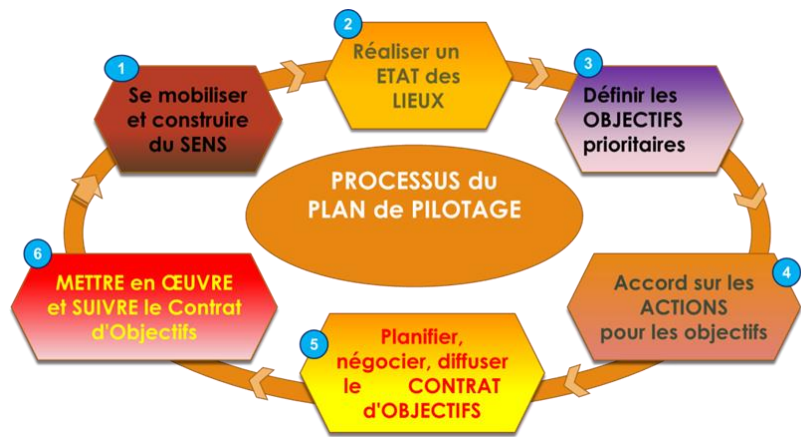 1
Se mobiliser
et construire
du SENS
2
Réaliser un
ETAT des
LIEUX
3
Définir les
OBJECTIFS
prioritaires
PROCESSUS du
PLAN de PILOTAGE
4
Accord sur les
ACTIONS
pour les objectifs
5
Planifier,
négocier, diffuser
le CONTRAT
d'OBJECTIFS
6
METTRE en ŒUVRE
et SUIVRE le Contrat
d'Objectifs